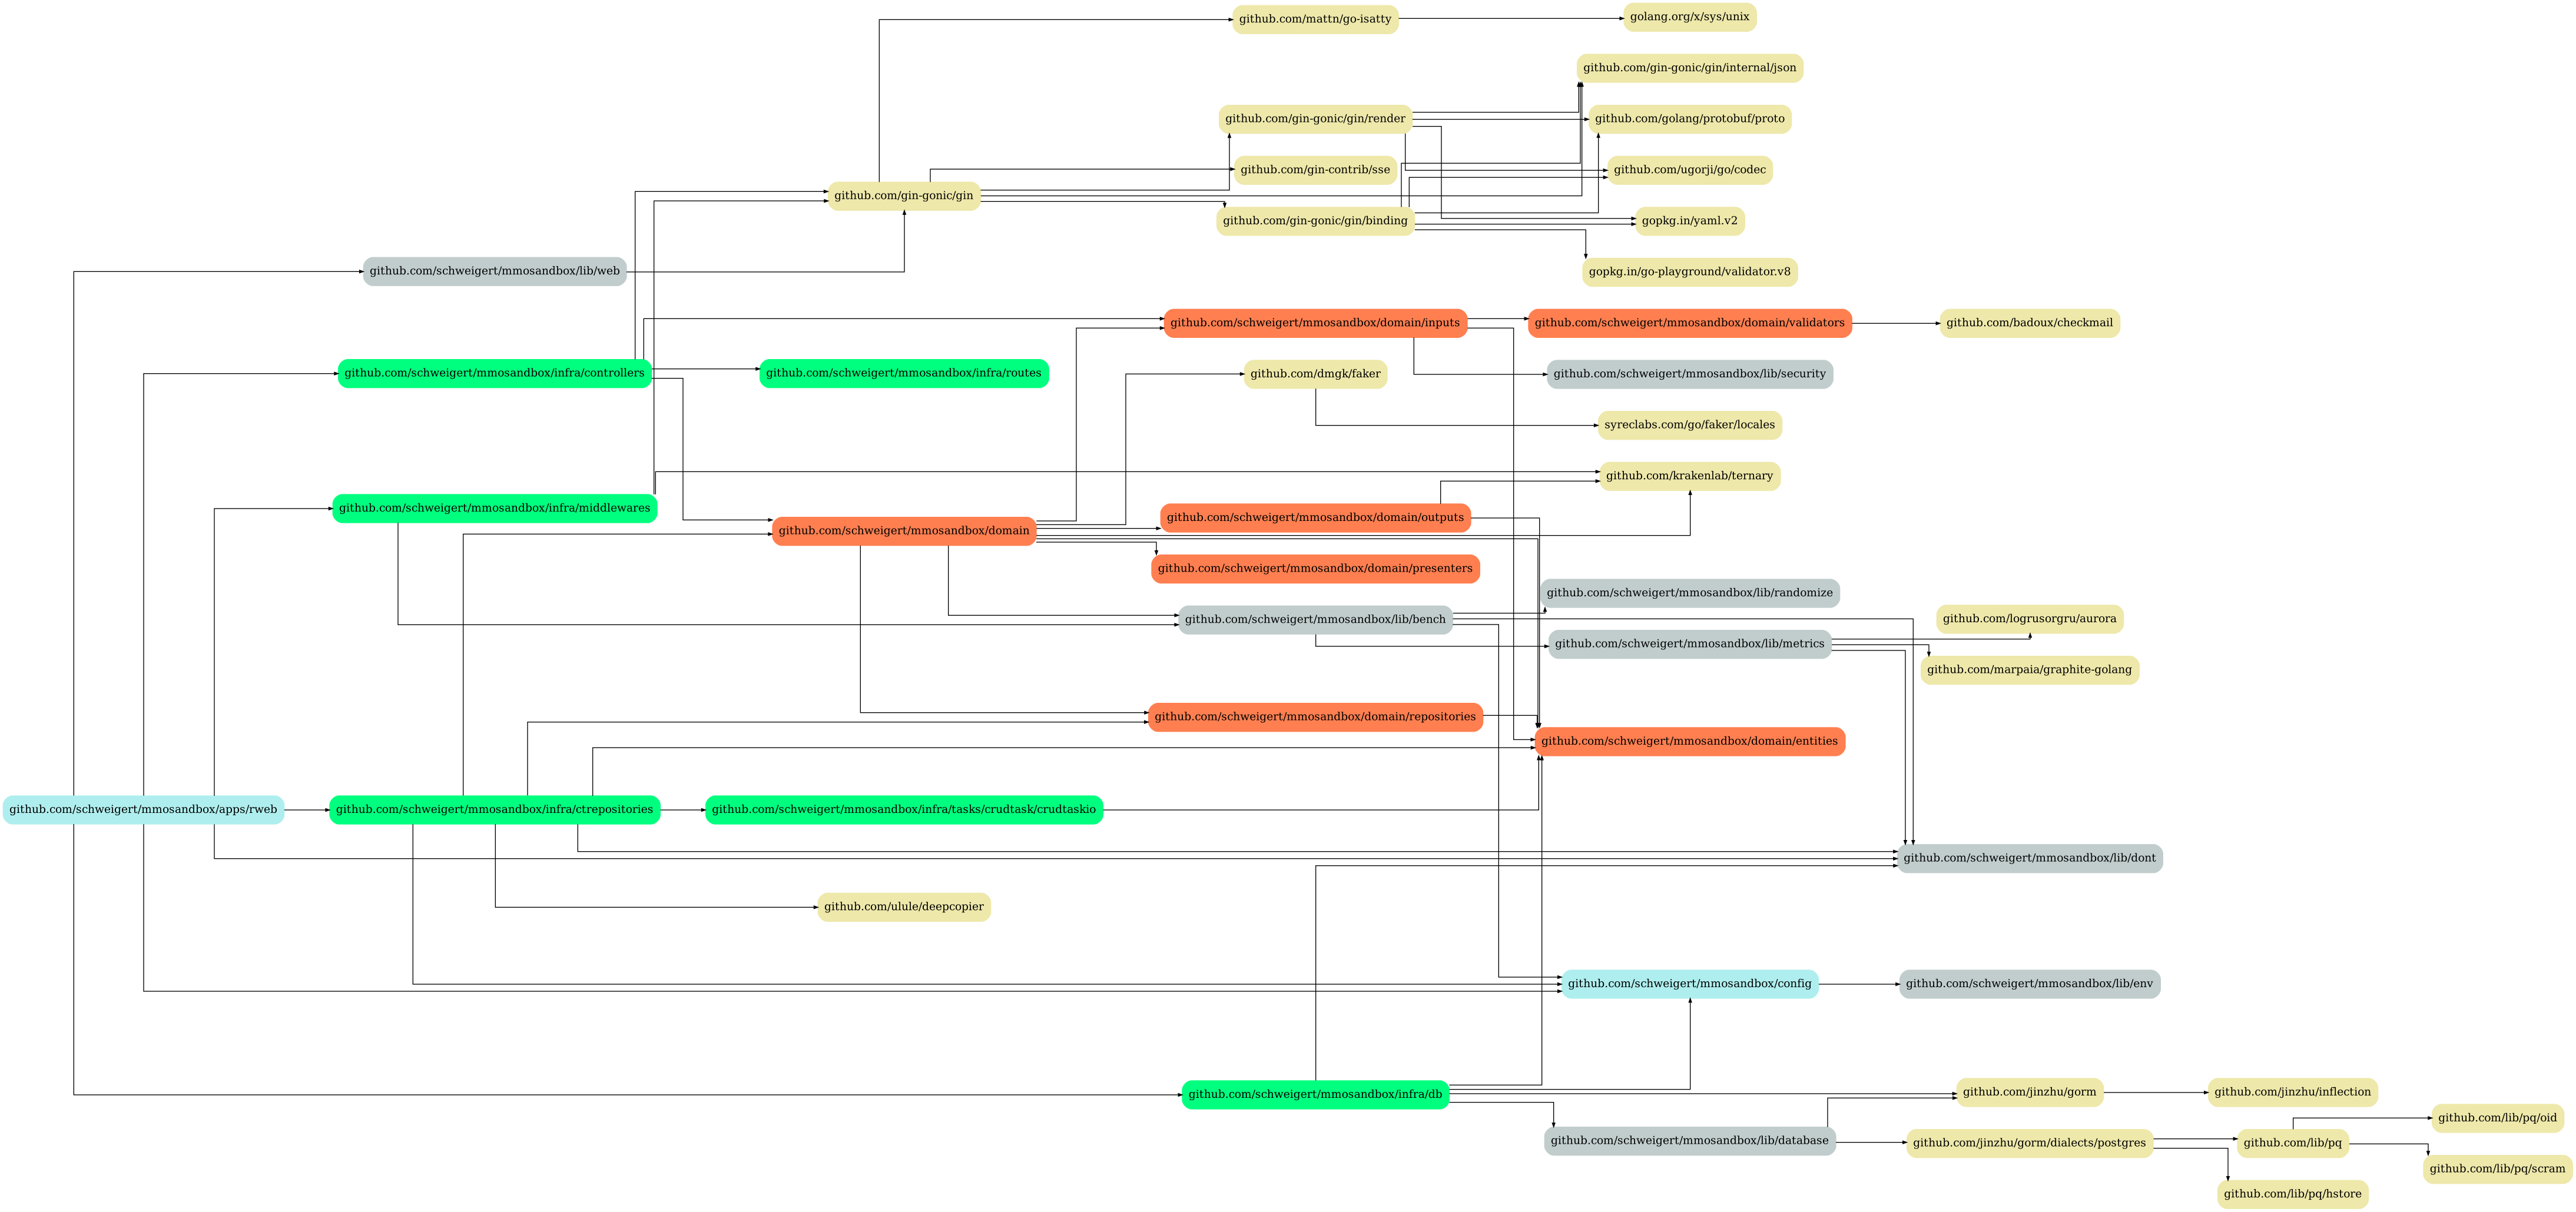 github.com/mattn/go-isatty
golang.org/x/sys/unix
github.com/gin-gonic/gin/internal/json
github.com/gin-gonic/gin/render
github.com/golang/protobuf/proto
github.com/gin-contrib/sse
github.com/ugorji/go/codec
github.com/gin-gonic/gin
github.com/gin-gonic/gin/binding
gopkg.in/yaml.v2
github.com/schweigert/mmosandbox/lib/web
gopkg.in/go-playground/validator.v8
github.com/schweigert/mmosandbox/domain/inputs
github.com/schweigert/mmosandbox/domain/validators
github.com/badoux/checkmail
github.com/schweigert/mmosandbox/infra/controllers
github.com/schweigert/mmosandbox/infra/routes
github.com/dmgk/faker
github.com/schweigert/mmosandbox/lib/security
syreclabs.com/go/faker/locales
github.com/krakenlab/ternary
github.com/schweigert/mmosandbox/infra/middlewares
github.com/schweigert/mmosandbox/domain/outputs
github.com/schweigert/mmosandbox/domain
github.com/schweigert/mmosandbox/domain/presenters
github.com/schweigert/mmosandbox/lib/randomize
github.com/schweigert/mmosandbox/lib/bench
github.com/logrusorgru/aurora
github.com/schweigert/mmosandbox/lib/metrics
github.com/marpaia/graphite-golang
github.com/schweigert/mmosandbox/domain/repositories
github.com/schweigert/mmosandbox/domain/entities
github.com/schweigert/mmosandbox/apps/rweb
github.com/schweigert/mmosandbox/infra/ctrepositories
github.com/schweigert/mmosandbox/infra/tasks/crudtask/crudtaskio
github.com/schweigert/mmosandbox/lib/dont
github.com/ulule/deepcopier
github.com/schweigert/mmosandbox/config
github.com/schweigert/mmosandbox/lib/env
github.com/schweigert/mmosandbox/infra/db
github.com/jinzhu/gorm
github.com/jinzhu/inflection
github.com/lib/pq/oid
github.com/schweigert/mmosandbox/lib/database
github.com/jinzhu/gorm/dialects/postgres
github.com/lib/pq
github.com/lib/pq/scram
github.com/lib/pq/hstore